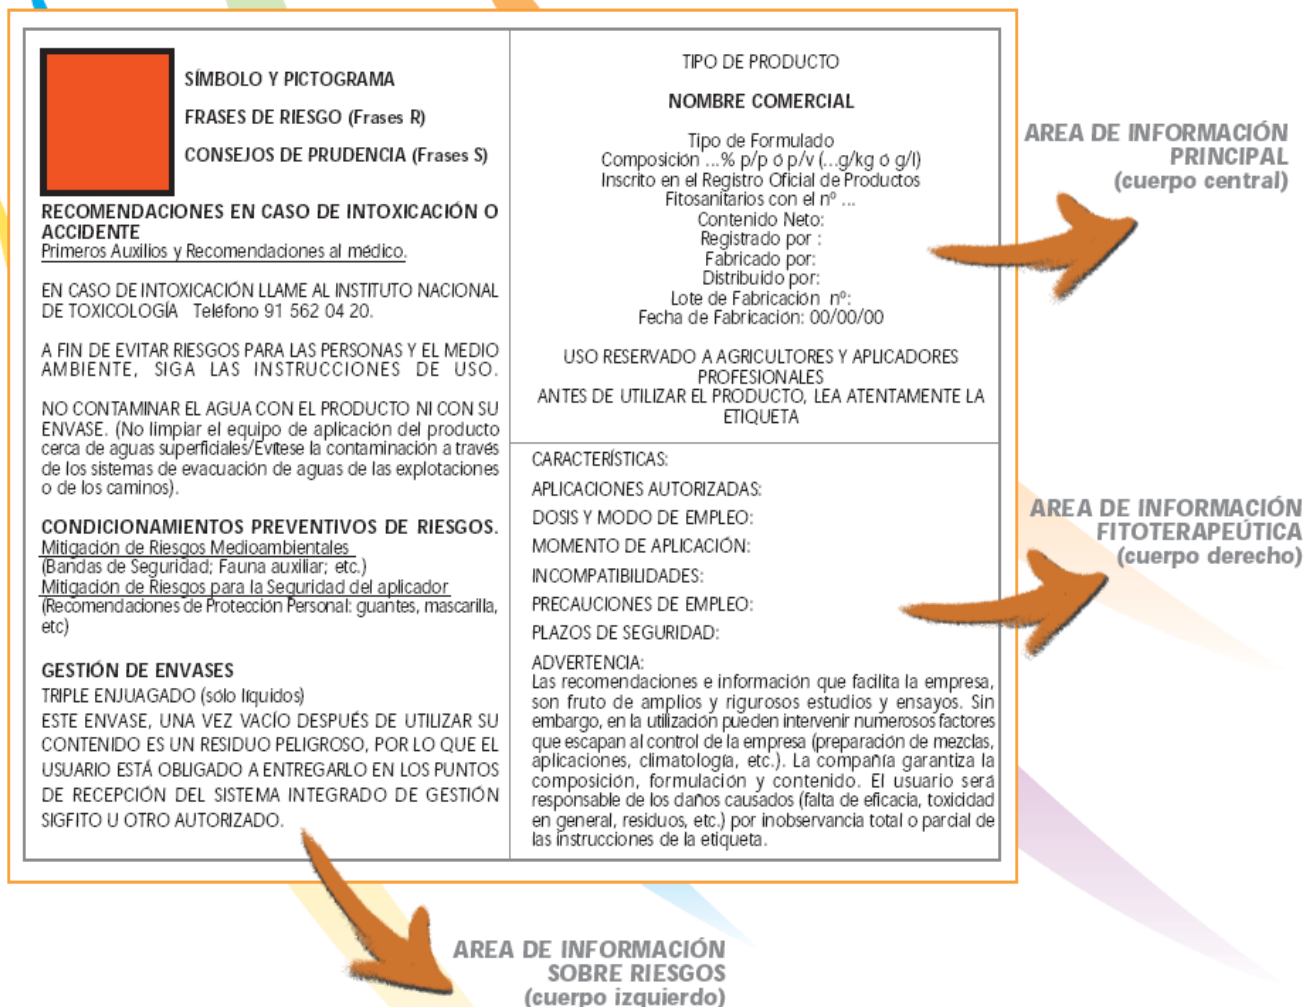 SÍMBOLO Y PICTOGRAMA
FRASES DE RIESGO (Frases R)
CONSEJOS DE PRUDENCIA (Frases S)
RECOMENDACIONES EN CASO DE INTOXICACIÓN O
ACCIDENTE
Primeros Auxilios y Recomendaciones al médico.
EN CASO DE INTOXICACIÓN LLAME AL INSTITUTO NACIONAL
DE TOXICOLOGÍA Teléfono 91 562 04 20.
A FIN DE EVITAR RIESGOS PARA LAS PERSONAS Y EL MEDIO
AMBIENTE, SIGA LAS INSTRUCCIONES DE USO.
NO CONTAMINAR EL AGUA CON EL PRODUCTO NI CON SU
ENVASE. (No limpiar el equipo de aplicación del producto
cerca de aguas superficiales/Evítese la contaminación a través
de los sistemas de evacuación de aguas de las explotaciones
o de los caminos).
CONDICIONAMIENTOS PREVENTIVOS DE RIESGOS.
Mitigación de Riesgos Medioambientales
(Bandas de Seguridad; Fauna auxiliar; etc.)
Mitigación de Riesgos para la Seguridad del aplicador
(Recomendaciones de Protección Personal: guantes, mascarilla,
etc)
GESTIÓN DE ENVASES
TRIPLE ENJUAGADO (sólo líquidos)
ESTE ENVASE, UNA VEZ VACÍO DESPUÉS DE UTILIZAR SU
CONTENIDO ES UN RESIDUO PELIGROSO, POR LO QUE EL
USUARIO ESTÁ OBLIGADO A ENTREGARLO EN LOS PUNTOS
DE RECEPCIÓN DEL SISTEMA INTEGRADO DE GESTIÓN
SIGFITO U OTRO AUTORIZADO.
TIPO DE PRODUCTO
NOMBRE COMERCIAL
Tipo de Formulado
Composición ...% p/p ó p/v (...g/kg ó g/l)
Inscrito en el Registro Oficial de Productos
Fitosanitarios con el nº ...
Contenido Neto:
Registrado por :
Fabricado por:
Distribuido por:
Lote de Fabricación nº:
Fecha de Fabricación: 00/00/00
USO RESERVADO A AGRICULTORES Y APLICADORES
PROFESIONALES
ANTES DE UTILIZAR EL PRODUCTO, LEA ATENTAMENTE LA
ETIQUETA
CARACTERÍSTICAS:
APLICACIONES AUTORIZADAS:
DOSIS Y MODO DE EMPLEO:
MOMENTO DE APLICACIÓN:
INCOMPATIBILIDADES:
PRECAUCIONES DE EMPLEO:
PLAZOS DE SEGURIDAD:
ADVERTENCIA:
Las recomendaciones e información que facilita la empresa,
son fruto de amplios y rigurosos estudios y ensayos. Sin
embargo, en la utilización pueden intervenir numerosos factores
que escapan al control de la empresa (preparación de mezclas,
aplicaciones, climatología, etc.). La compañía garantiza la
composición, formulación y contenido. El usuario será
responsable de los daños causados (falta de eficacia, toxicidad
en general, residuos, etc.) por inobservancia total o parcial de
las instrucciones de la etiqueta.
AREA DE INFORMACIÓN
PRINCIPAL
(cuerpo central)
AREA DE INFORMACIÓN
FITOTERAPEÚTICA
(cuerpo derecho)
AREA DE INFORMACIÓN
SOBRE RIESGOS
(cuerpo izquierdo)